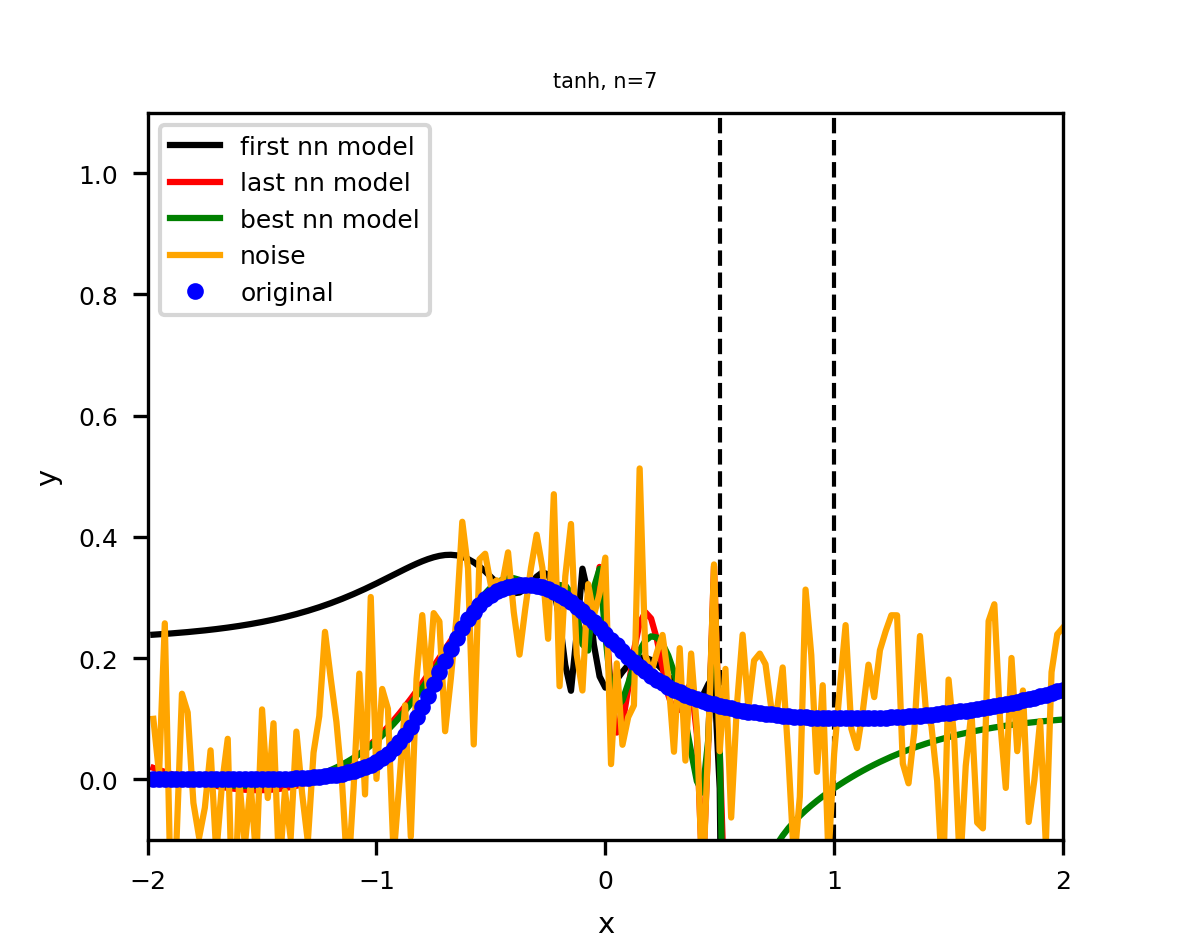 tanh, n=7
first nn model
last nn model
best nn model
noise
original
1.0
0.8
0.6
0.4
0.2
0.0
y
−2
−1
0
1
2
x